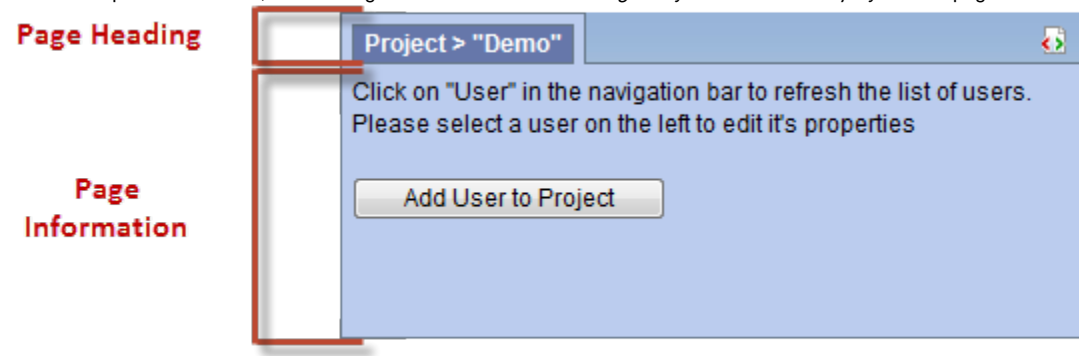 Page Heading
Project > "Demo"
Click on "User" in the navigation bar to refresh the list of users.
Please select a user on the left to edit it's properties
Page
Information
Add User to Project